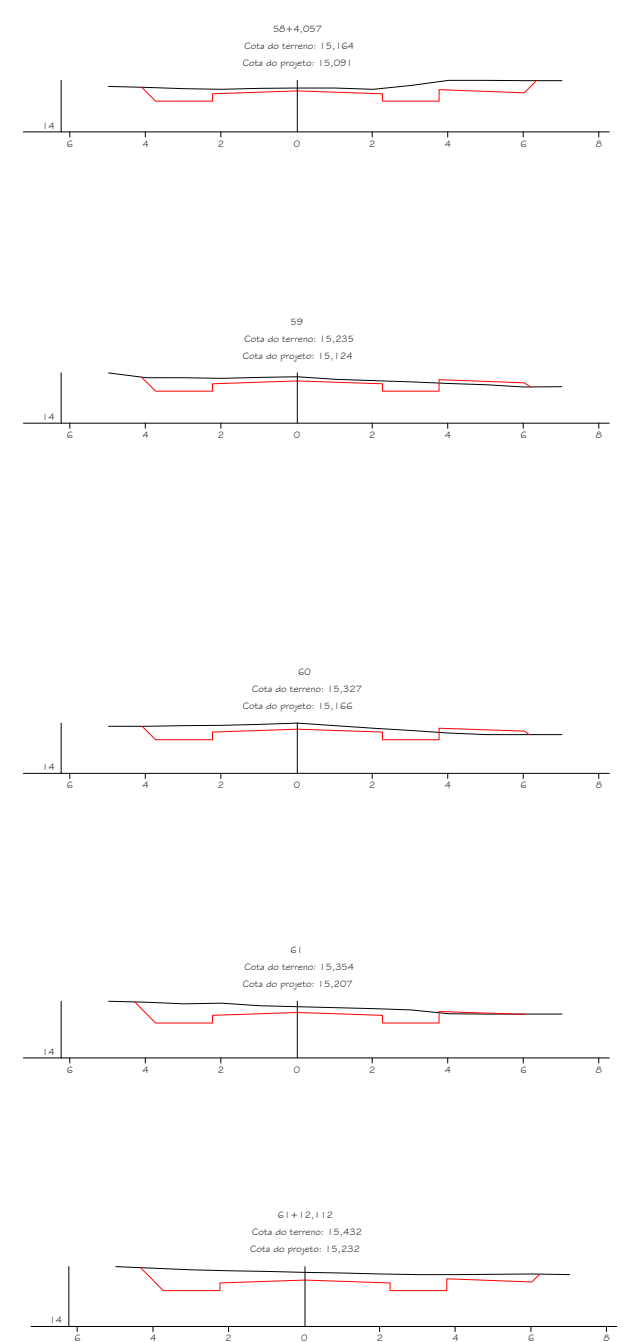 58+4,057
Cota do terreno: 15,164
Cota do projeto: 15,091
14
6 4 2 0 2 4 6 8
59
Cota do terreno: 15,235
Cota do projeto: 15,124
14
6 4 2 0 2 4 6 8
60
Cota do terreno: 15,327
Cota do projeto: 15,166
14
6 4 2 0 2 4 6 8
61
Cota do terreno: 15,354
Cota do projeto: 15,207
14
6 4 2 0 2 4 6 8
61+12,112
Cota do terreno: 15,432
Cota do projeto: 15,232
14
6 4 2 0 2 4 6 8